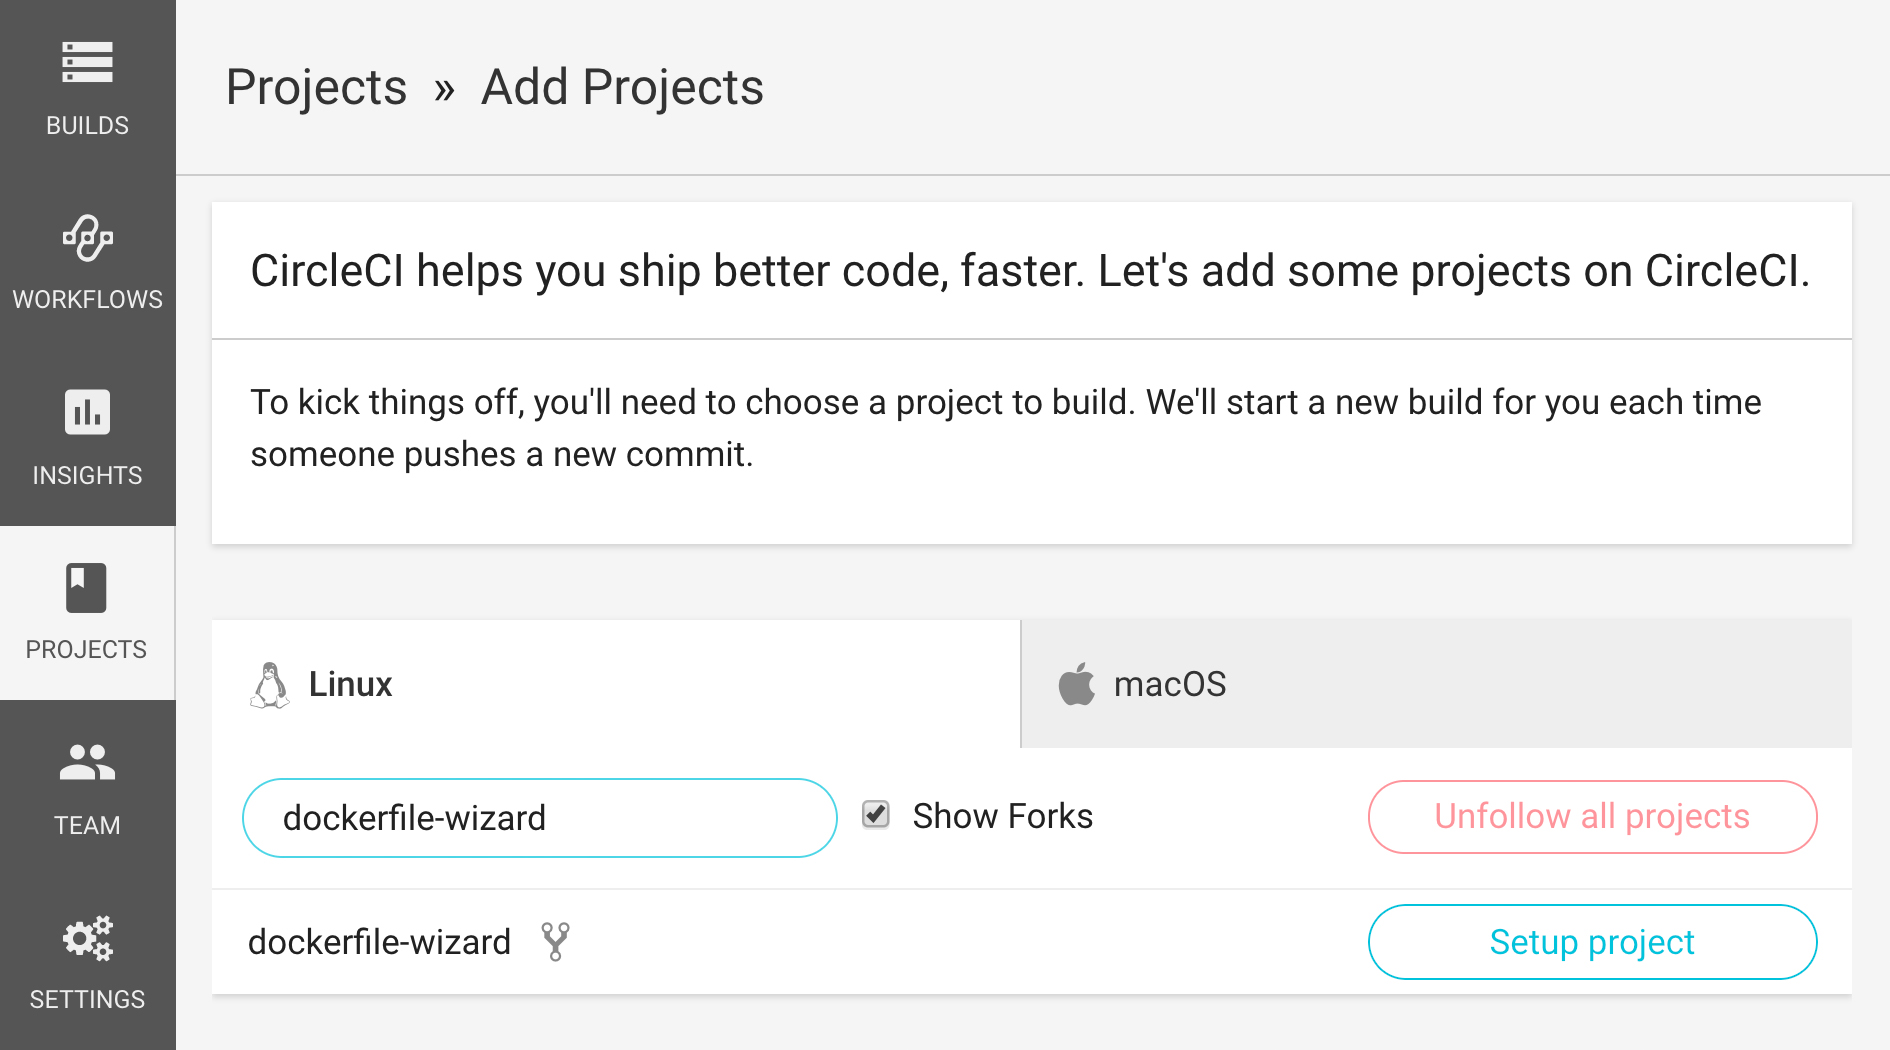 BUILDS
WORKFLOWS
INSIGHTS
PROJECTS
TEAM
SETTINGS
Projects » Add Projects
CircleCI helps you ship better code, faster. Let's add some projects on CircleCI.
To kick things off, you'll need to choose a project to build. We'll start a new build for you each time
someone pushes a new commit.
Linux
macOS
dockerfile-wizard
Show Forks
Unfollow all projects
dockerfile-wizard
Setup project